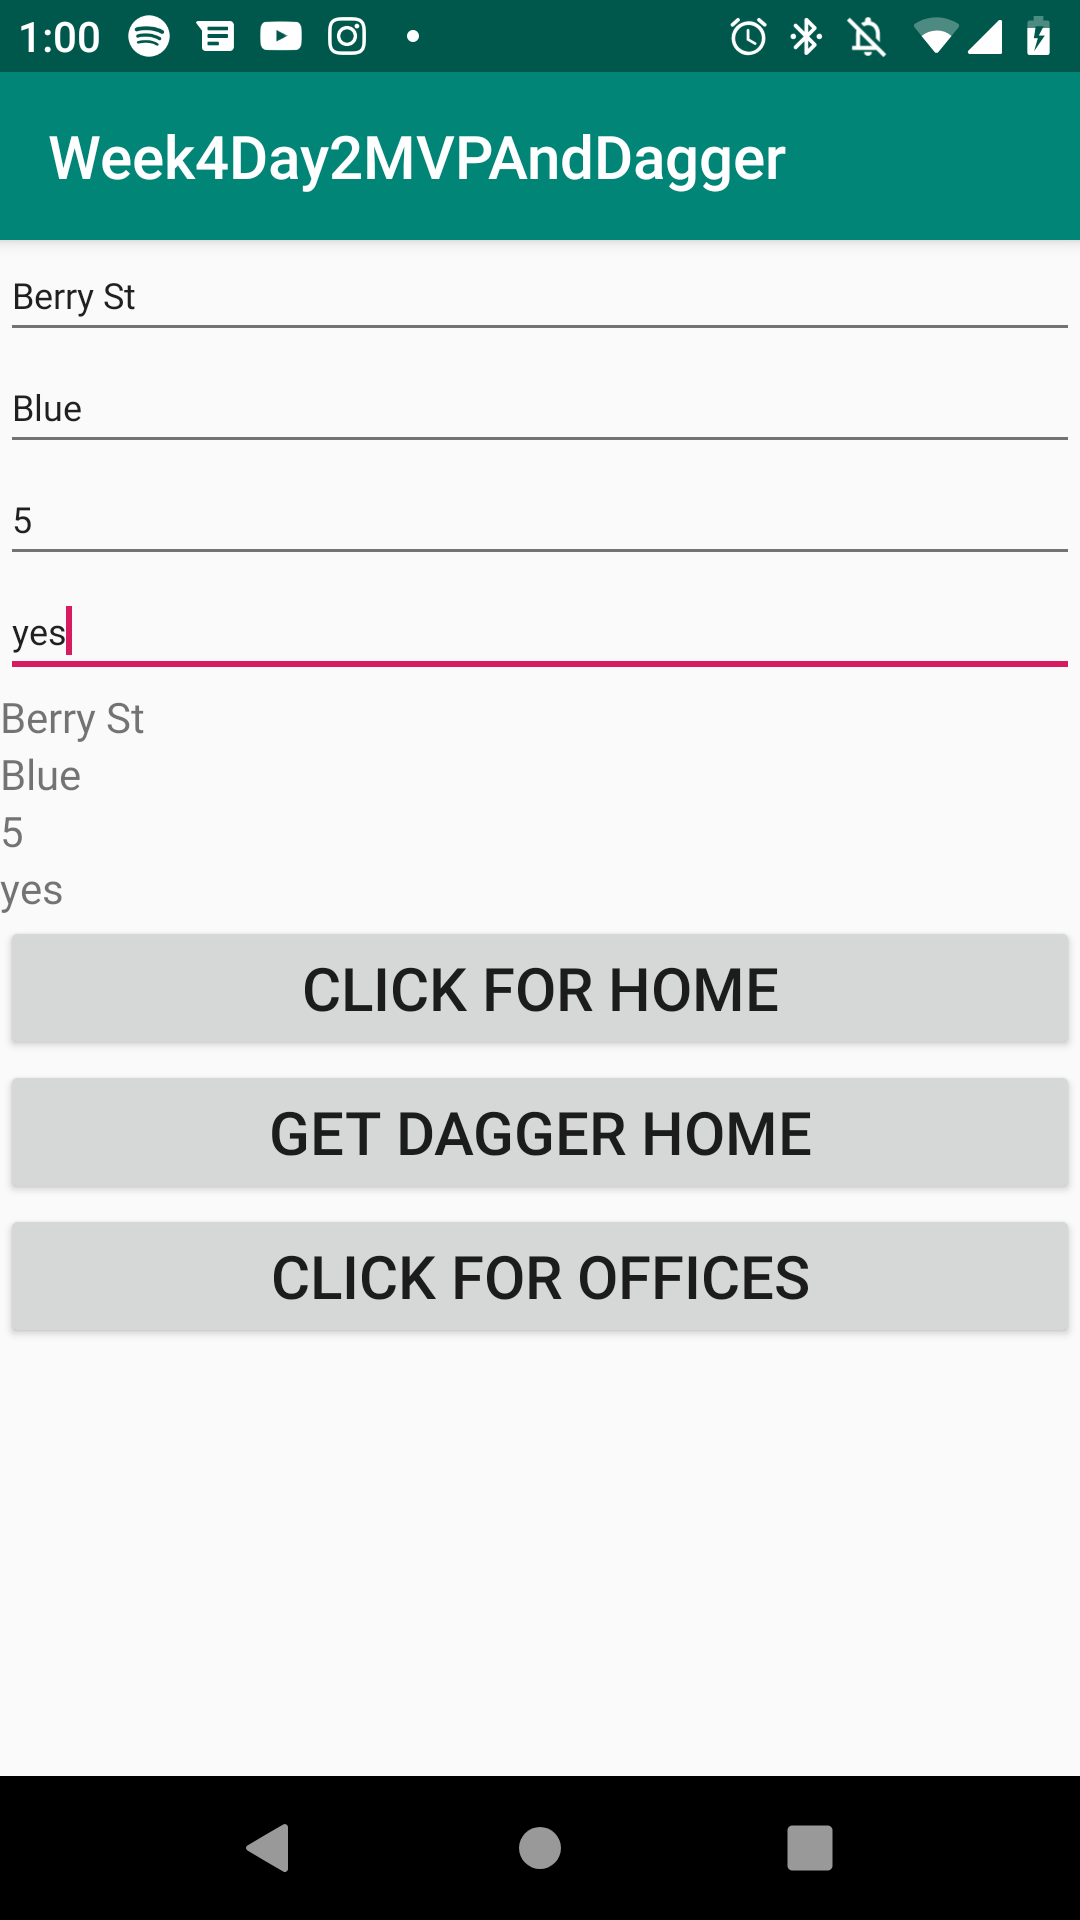 1:00
Week4Day2MVPAndDagger
Berry St
Blue
5
yes
Berry St
Blue
5
yes
CLICK FOR HOME
GET DAGGER HOME
CLICK FOR OFFICES